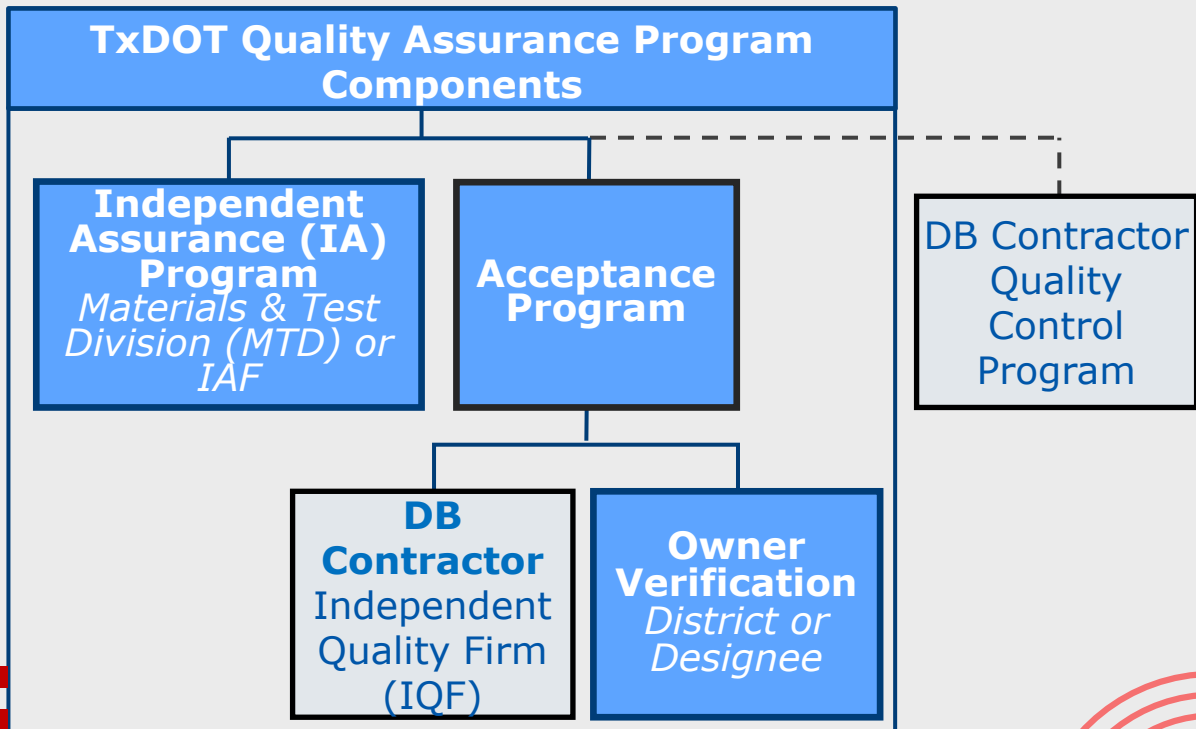 TxDOT Quality Assurance Program
Components
Independent
Assurance (IA)
Program
Materials & Test
Division (MTD) or
IAF
Acceptance
Program
DB Contractor
Quality
Control
Program
DB
Contractor
Independent
Quality Firm
(IQF)
Owner
Verification
District or
Designee